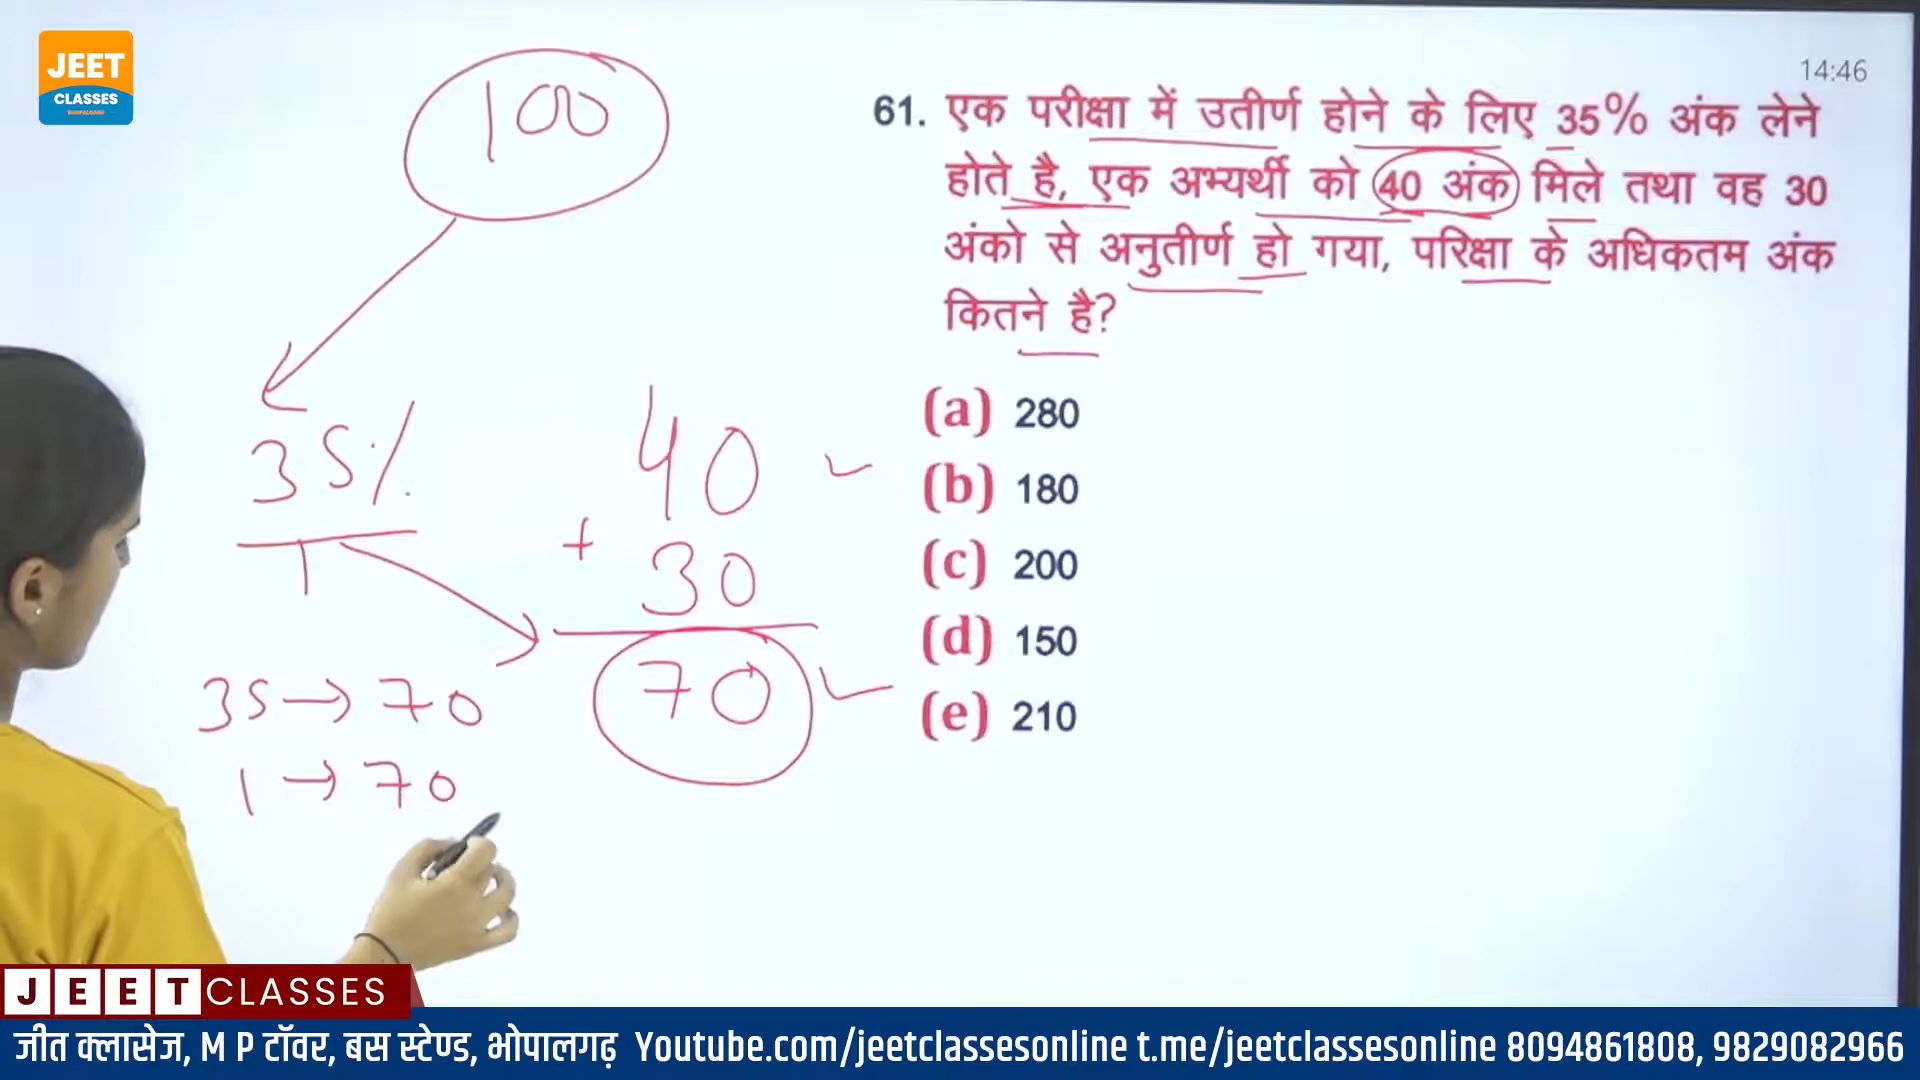 JEET
CLASSES
14:46
100
61. एक परीक्षा में उतीर्ण होने के लिए 35% अंक लेने
होते है, एक अभ्यर्थी को 40 अंक मिले तथा वह 30
अंको से अनुतीर्ण हो गया, परिक्षा के अधिकतम अंक
कितने है?
(a) 280
(b) 180
(c) 200
(d) 150
(e) 210
35%
40
+ 30
70
35 → 70
1 → 70
JEET CLASSES
जीत क्लासेज, M P टॉवर, बस स्टेण्ड, भोपालगढ़ Youtube.com/jeetclassesonline t.me/jeetclassesonline 8094861808, 9829082966